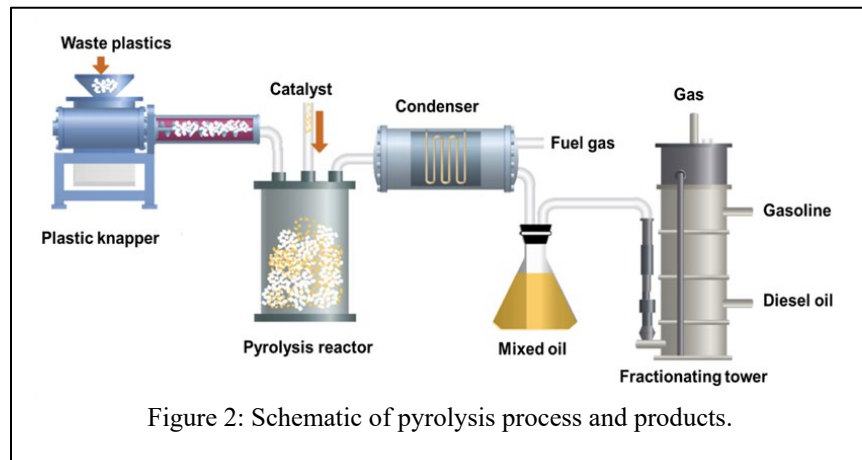 Waste plastics
Catalyst
Condenser
Gas
Fuel gas
Gasoline
Plastic knapper
Diesel oil
Pyrolysis reactor
Mixed oil
Fractionating tower
Figure 2: Schematic of pyrolysis process and products.